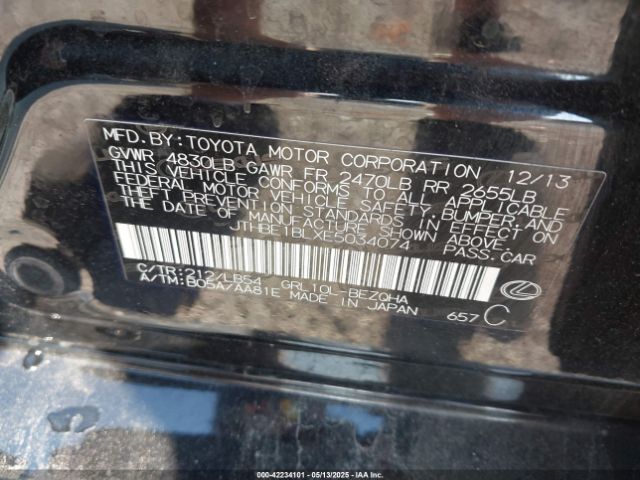 MFD.BY:TOYOTA MOTOR CORPORATION 12/13
GVWR 4830LB GAWR FR 2470LB RR 2655LB
THIS VEHICLE CONFORMS TO ALL APPLICABLE
FEDERAL MOTOR VEHICLE SAFETY, BUMPER, AND
THEFT PREVENTION STANDARDS IN EFFECT ON
THE DATE OF MANUFACTURE SHOWN ABOVE.
JTHBE1BLXE5034074 PASS.CAR
C/TR:212/LB54 GRL10L-BEZQHA
A/TM:B05A/AA81E MADE IN JAPAN 657 C
000-42234101 - 05/13/2025 - IAAI.COM